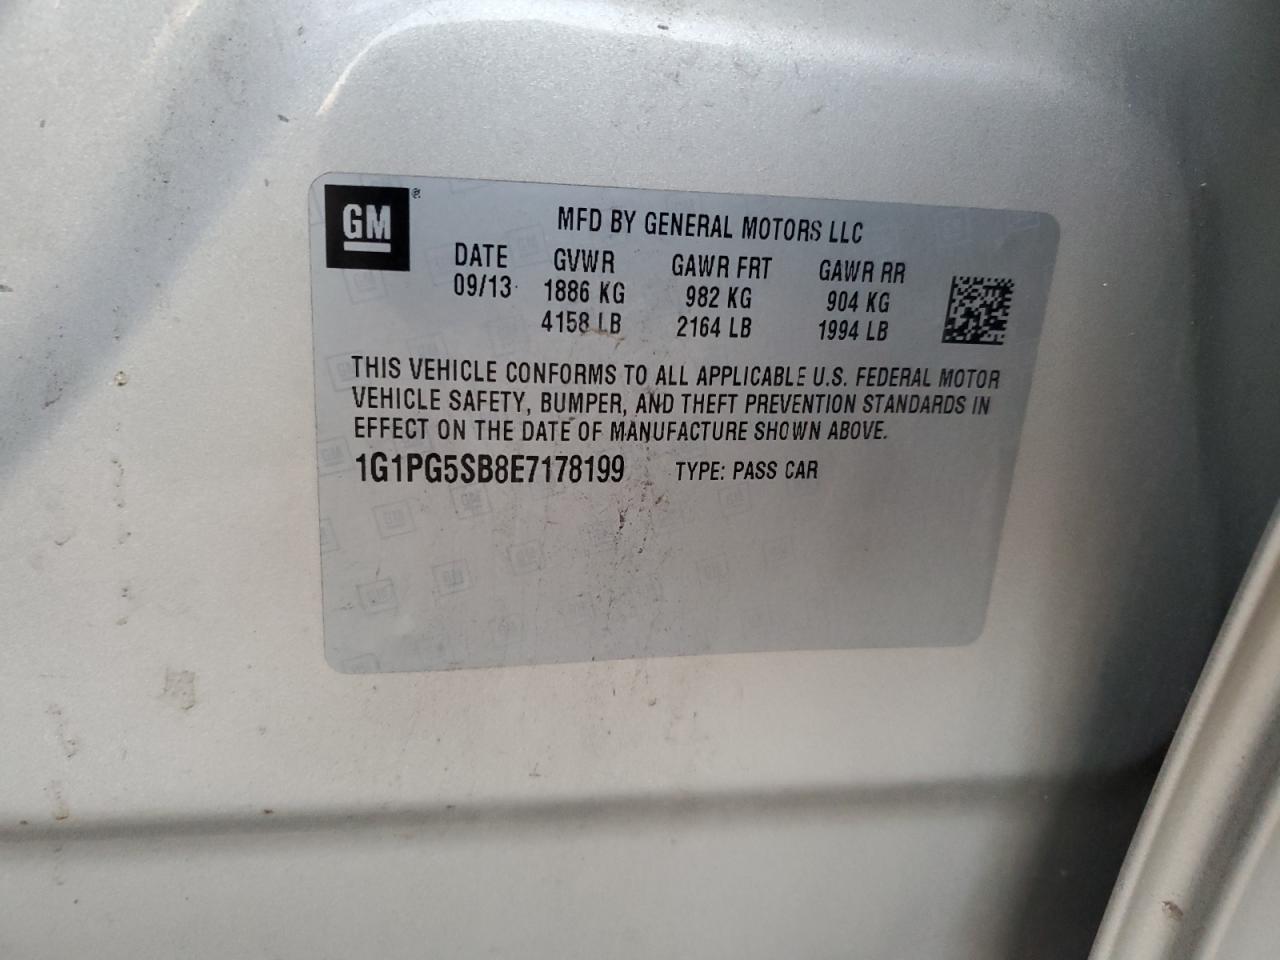 GM ®
MFD BY GENERAL MOTORS LLC
DATE GVWR GAWR FRT GAWR RR
09/13 1886 KG 982 KG 904 KG
4158 LB 2164 LB 1994 LB
THIS VEHICLE CONFORMS TO ALL APPLICABLE U.S. FEDERAL MOTOR
VEHICLE SAFETY, BUMPER, AND THEFT PREVENTION STANDARDS IN
EFFECT ON THE DATE OF MANUFACTURE SHOWN ABOVE.
1G1PG5SB8E7178199 TYPE: PASS CAR